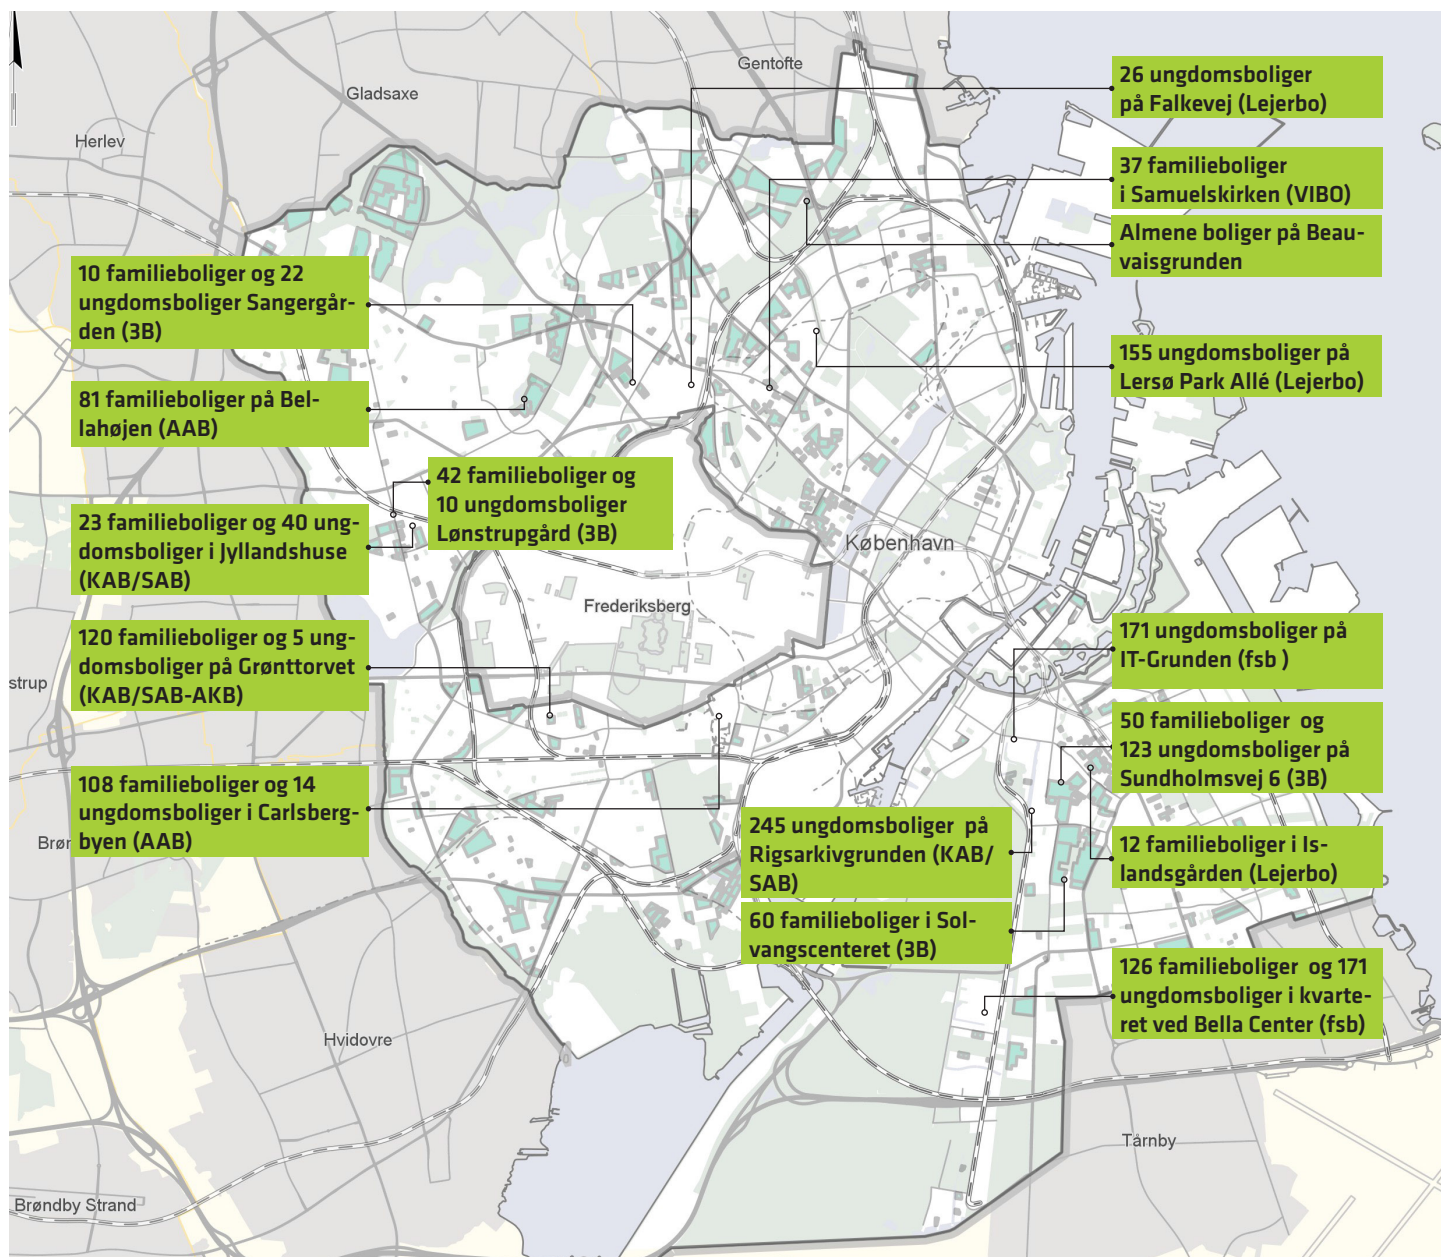 Gentofte
Gladsaxe
Herlev
26 ungdomsboliger
på Falkevej (Lejerbo)
37 familieboliger
i Samuelskirken (VIBO)
Almene boliger på Beau-
vaisgrunden
10 familieboliger og 22
ungdomsboliger Sangergår-
den (3B)
155 ungdomsboliger på
Lersø Park Allé (Lejerbo)
81 familieboliger på Bel-
lahøjen (AAB)
42 familieboliger og
10 ungdomsboliger
Lønstrupgård (3B)
23 familieboliger og 40 ung-
domsboliger i Jyllandshuse
(KAB/SAB)
København
Frederiksberg
120 familieboliger og 5 ung-
domsboliger på Grønttorvet
(KAB/SAB-AKB)
strup
171 ungdomsboliger på
IT-Grunden (fsb )
50 familieboliger og
123 ungdomsboliger på
Sundholmsvej 6 (3B)
108 familieboliger og 14
ungdomsboliger i Carlsberg-
byen (AAB)
Brør
245 ungdomsboliger på
Rigsarkivgrunden (KAB/
SAB)
12 familieboliger i Is-
landsgården (Lejerbo)
60 familieboliger i Sol-
vangscenteret (3B)
126 familieboliger og 171
ungdomsboliger i kvarte-
ret ved Bella Center (fsb)
Hvidovre
Tårnby
Brøndby Strand